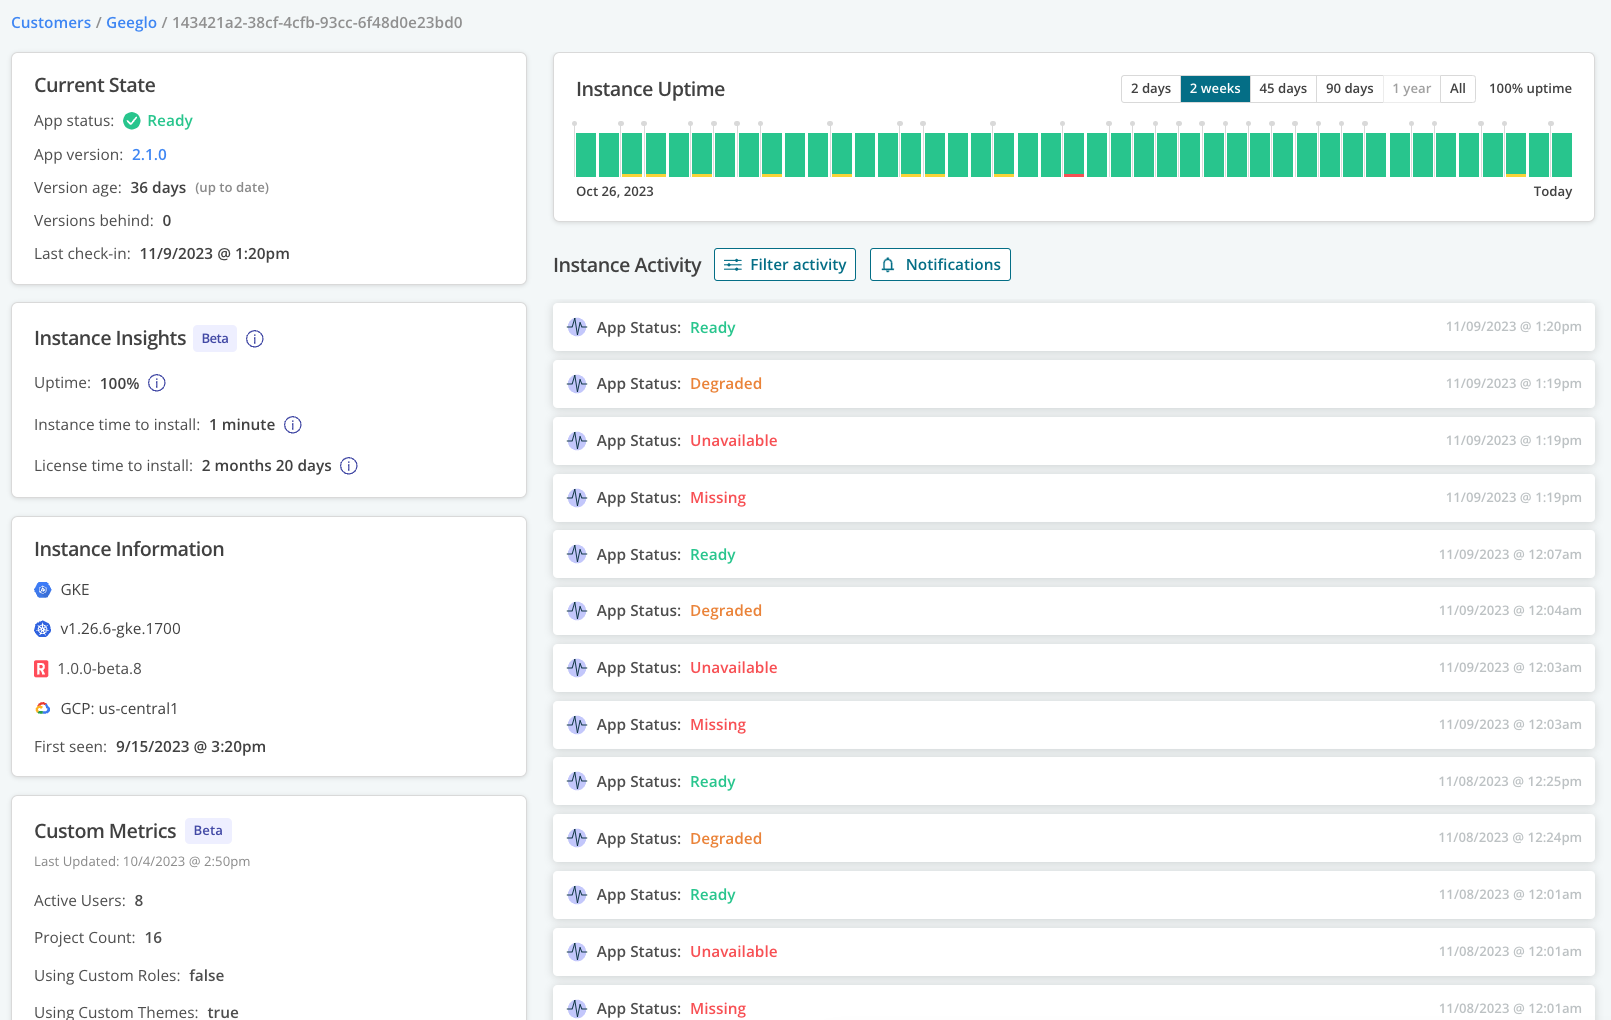 Customers / Geeglo / 143421a2-38cf-4cfb-93cc-6f48d0e23bd0
Current State
App status: Ready
App version: 2.1.0
Version age: 36 days (up to date)
Versions behind: 0
Last check-in: 11/9/2023 @ 1:20pm
Instance Insights Beta
Uptime: 100%
Instance time to install: 1 minute
License time to install: 2 months 20 days
Instance Information
GKE
v1.26.6-gke.1700
R 1.0.0-beta.8
GCP: us-central1
First seen: 9/15/2023 @ 3:20pm
Custom Metrics Beta
Last Updated: 10/4/2023 @ 2:50pm
Active Users: 8
Project Count: 16
Using Custom Roles: false
Using Custom Themes: true
Instance Uptime 2 days 2 weeks 45 days 90 days 1 year All 100% uptime
Oct 26, 2023 Today
Instance Activity Filter activity Notifications
App Status: Ready 11/09/2023 @ 1:20pm
App Status: Degraded 11/09/2023 @ 1:19pm
App Status: Unavailable 11/09/2023 @ 1:19pm
App Status: Missing 11/09/2023 @ 1:19pm
App Status: Ready 11/09/2023 @ 12:07am
App Status: Degraded 11/09/2023 @ 12:04am
App Status: Unavailable 11/09/2023 @ 12:03am
App Status: Missing 11/09/2023 @ 12:03am
App Status: Ready 11/08/2023 @ 12:25pm
App Status: Degraded 11/08/2023 @ 12:24pm
App Status: Ready 11/08/2023 @ 12:01am
App Status: Unavailable 11/08/2023 @ 12:01am
App Status: Missing 11/08/2023 @ 12:01am